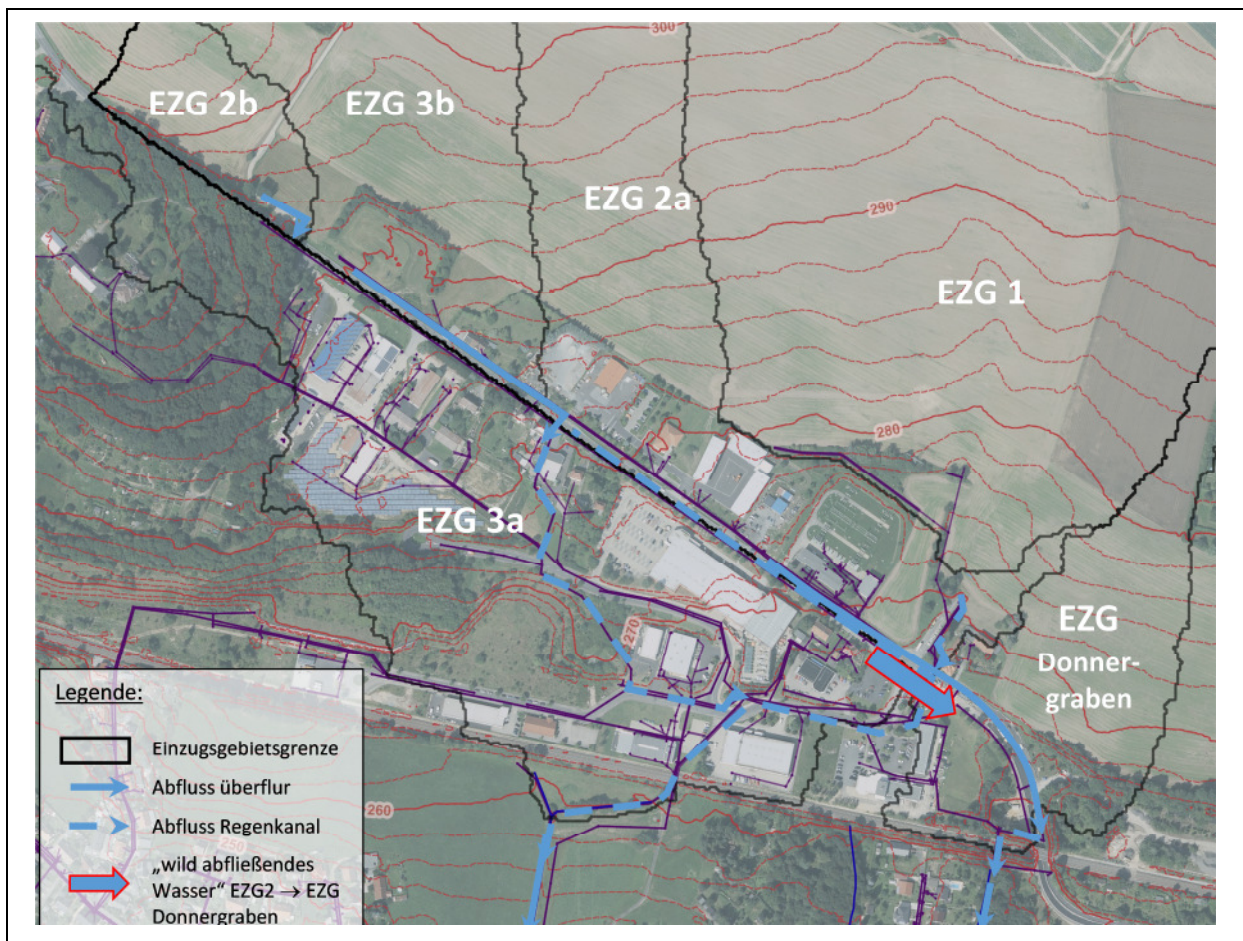 300
EZG 2b
EZG 3b
EZG 2a
290
EZG 1
280
EZG 3a
270
EZG
Donner-
graben
260
250
Legende:
Einzugsgebietsgrenze
Abfluss überflur
Abfluss Regenkanal
„wild abfließendes
Wasser“ EZG2 → EZG
Donnergraben